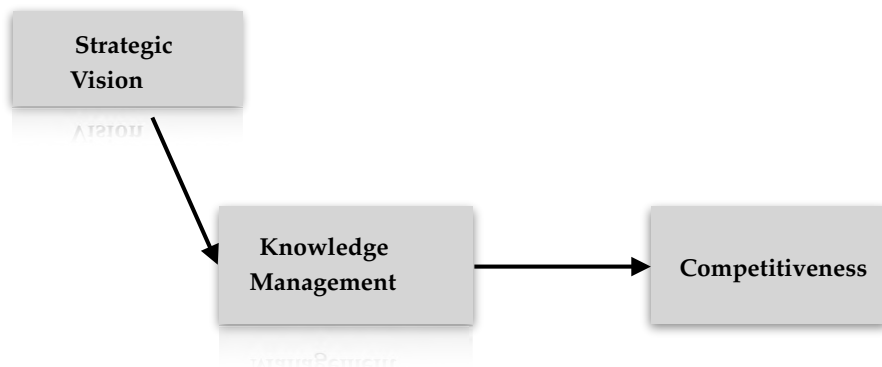 Strategic
Vision
Knowledge
Management
Competitiveness